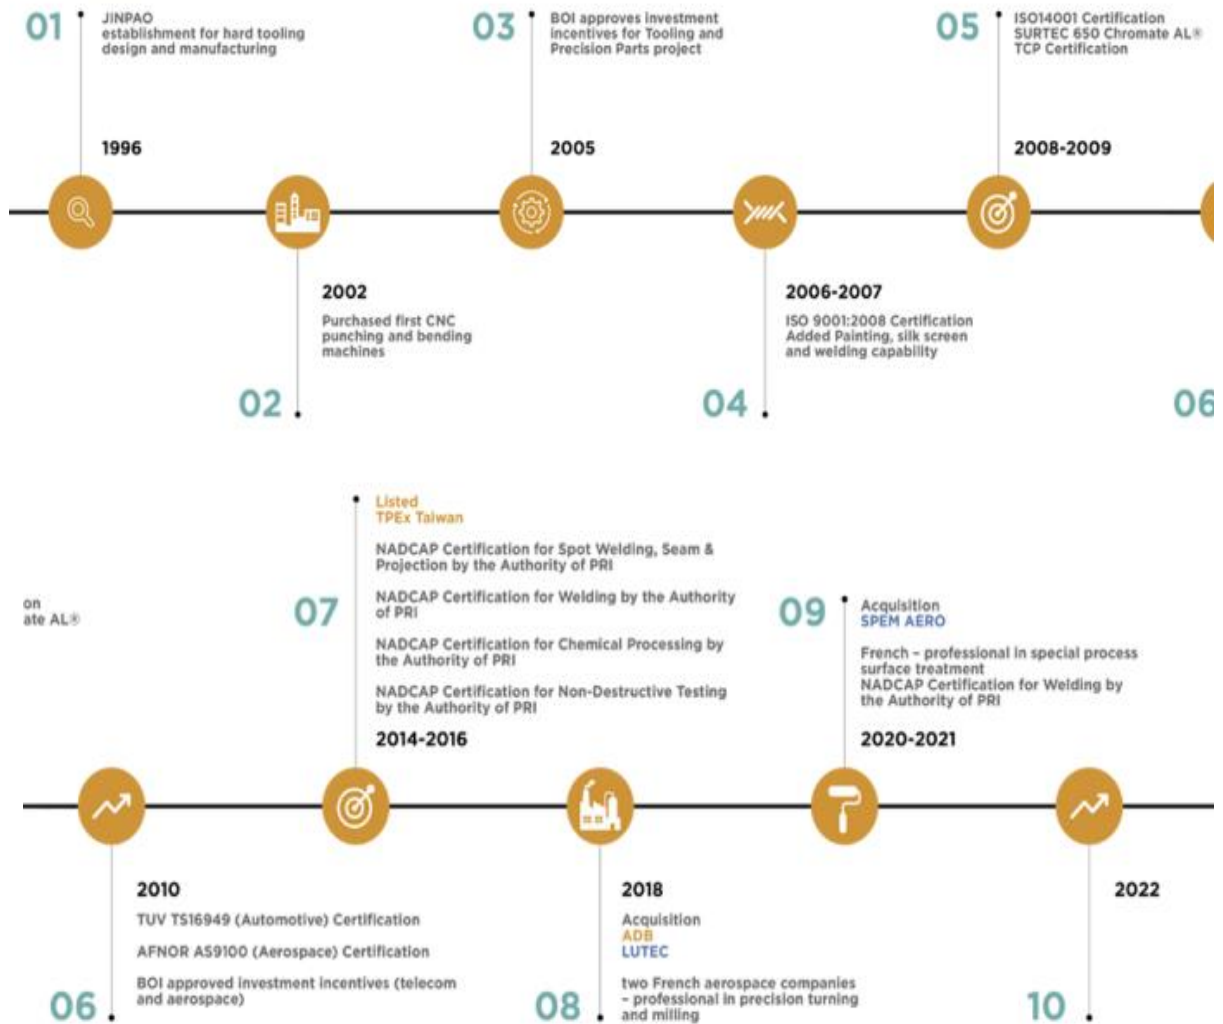 01
JINPAO
establishment for hard tooling
design and manufacturing
1996
2002
Purchased first CNC
punching and bending
machines
02
03
BOI approves investment
incentives for Tooling and
Precision Parts project
2005
2006-2007
ISO 9001:2008 Certification
Added Painting, silk screen
and welding capability
04
05
ISO14001 Certification
SURTEC 650 Chromate AL®
TCP Certification
2008-2009
06
on
ate AL®
2010
TUV TS16949 (Automotive) Certification
AFNOR AS9100 (Aerospace) Certification
BOI approved investment incentives (telecom
and aerospace)
06
07
Listed
TPEx Taiwan
NADCAP Certification for Spot Welding, Seam &
Projection by the Authority of PRI
NADCAP Certification for Welding by the Authority
of PRI
NADCAP Certification for Chemical Processing by
the Authority of PRI
NADCAP Certification for Non-Destructive Testing
by the Authority of PRI
2014-2016
2018
Acquisition
ADB
LUTEC
two French aerospace companies
– professional in precision turning
and milling
08
09
Acquisition
SPEM AERO
French – professional in special process
surface treatment
NADCAP Certification for Welding by
the Authority of PRI
2020-2021
2022
10